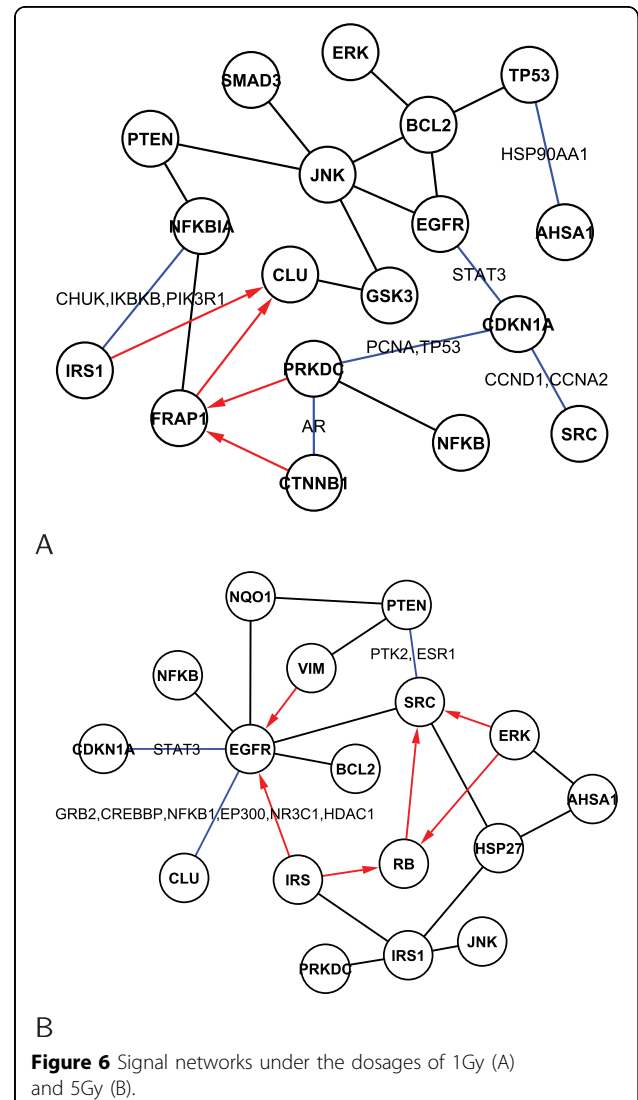 ERK
SMAD3
TP53
BCL2
PTEN
HSP90AA1
JNK
NFKBIA
EGFR
AHSA1
CLU
STAT3
CHUK,IKBKB,PIK3R1
GSK3
CDKN1A
PCNA,TP53
IRS1
PRKDC
CCND1,CCNA2
FRAP1
AR
NFKB
SRC
CTNNB1
A
NQO1
PTEN
PTK2, ESR1
VIM
NFKB
SRC
ERK
CDKN1A
STAT3
EGFR
BCL2
AHSA1
GRB2,CREBBP,NFKB1,EP300,NR3C1,HDAC1
HSP27
RB
CLU
IRS
JNK
IRS1
PRKDC
B
Figure 6 Signal networks under the dosages of 1Gy (A)
and 5Gy (B).